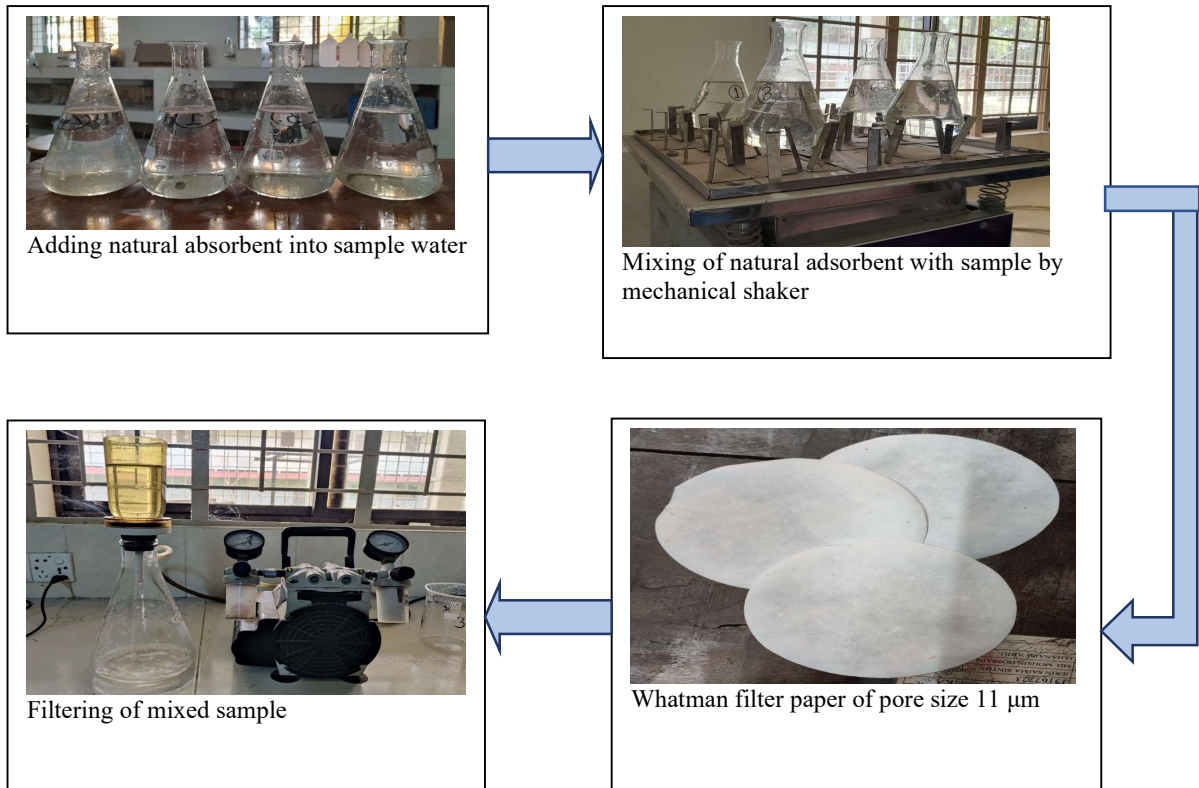 Adding natural absorbent into sample water
Mixing of natural adsorbent with sample by
mechanical shaker
Whatman filter paper of pore size 11 μm
Filtering of mixed sample